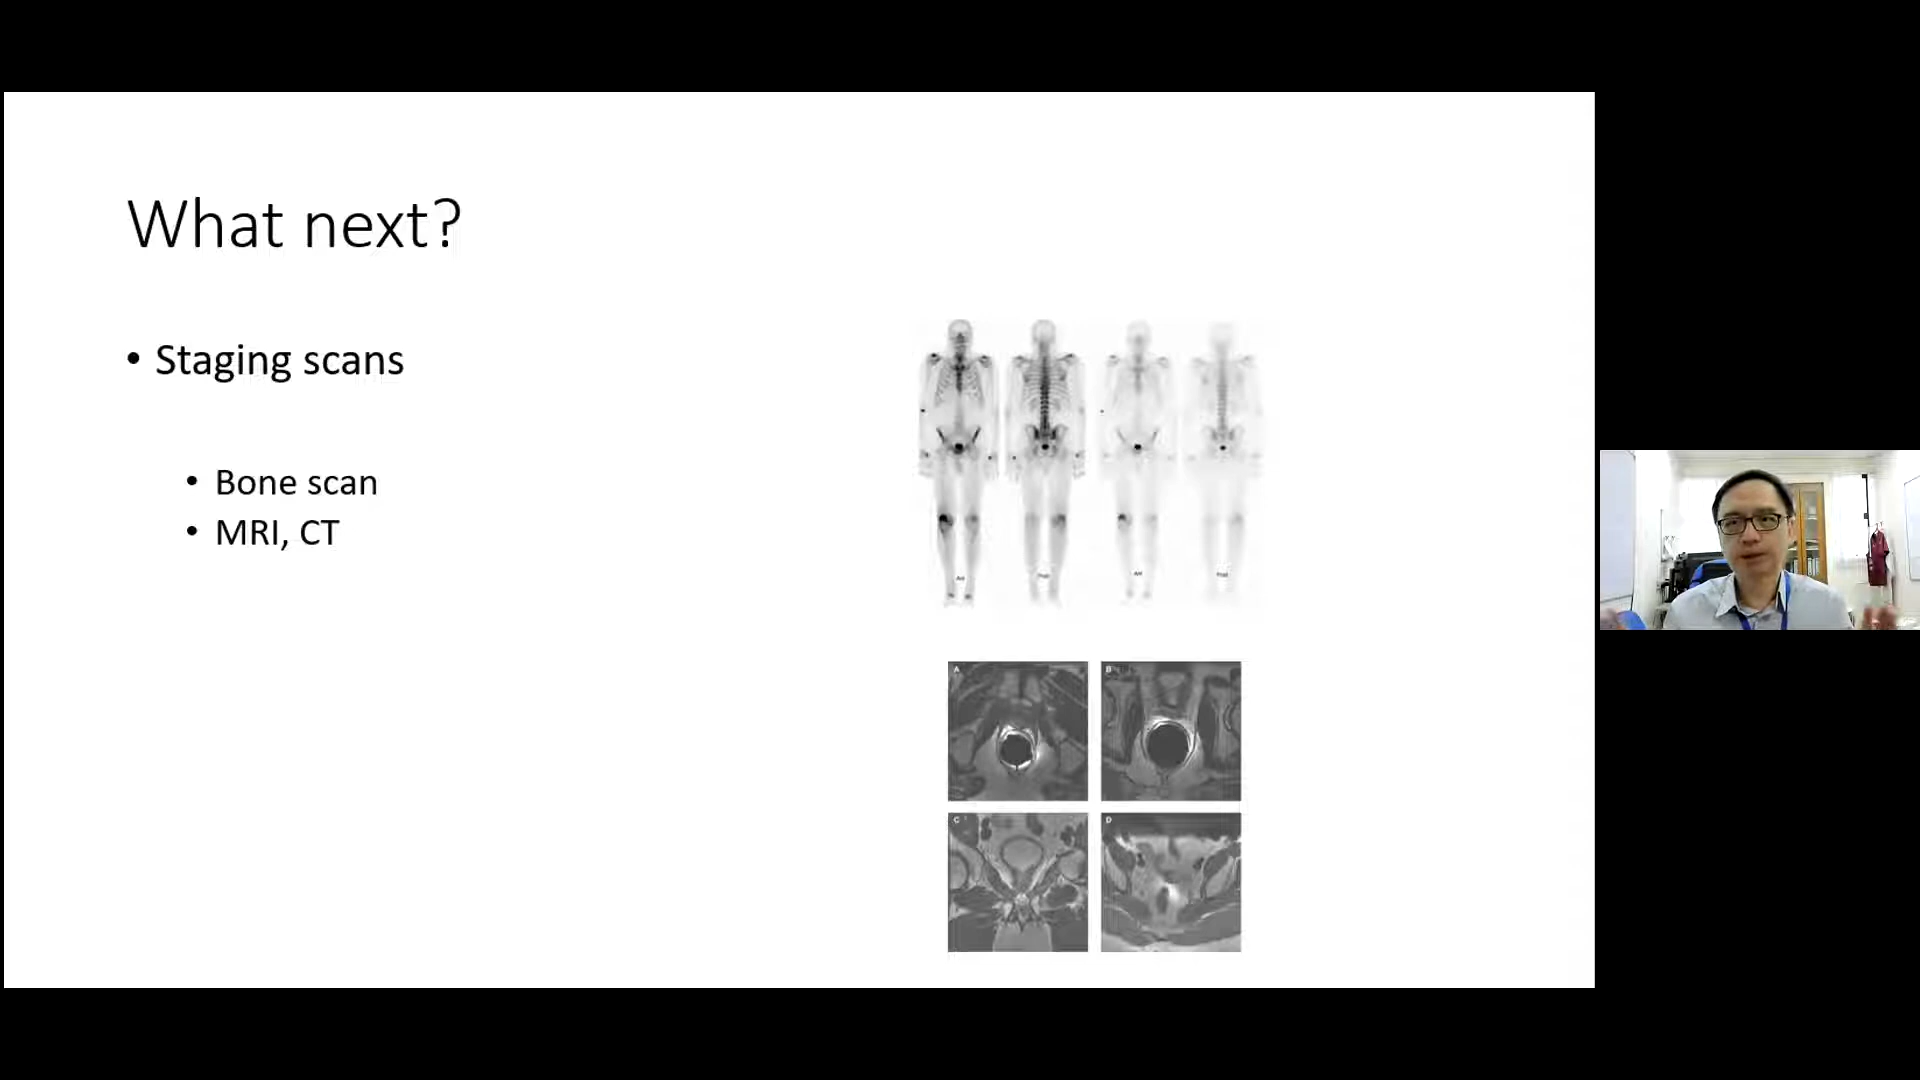 What next?
• Staging scans
• Bone scan
• MRI, CT
A
B
C
D